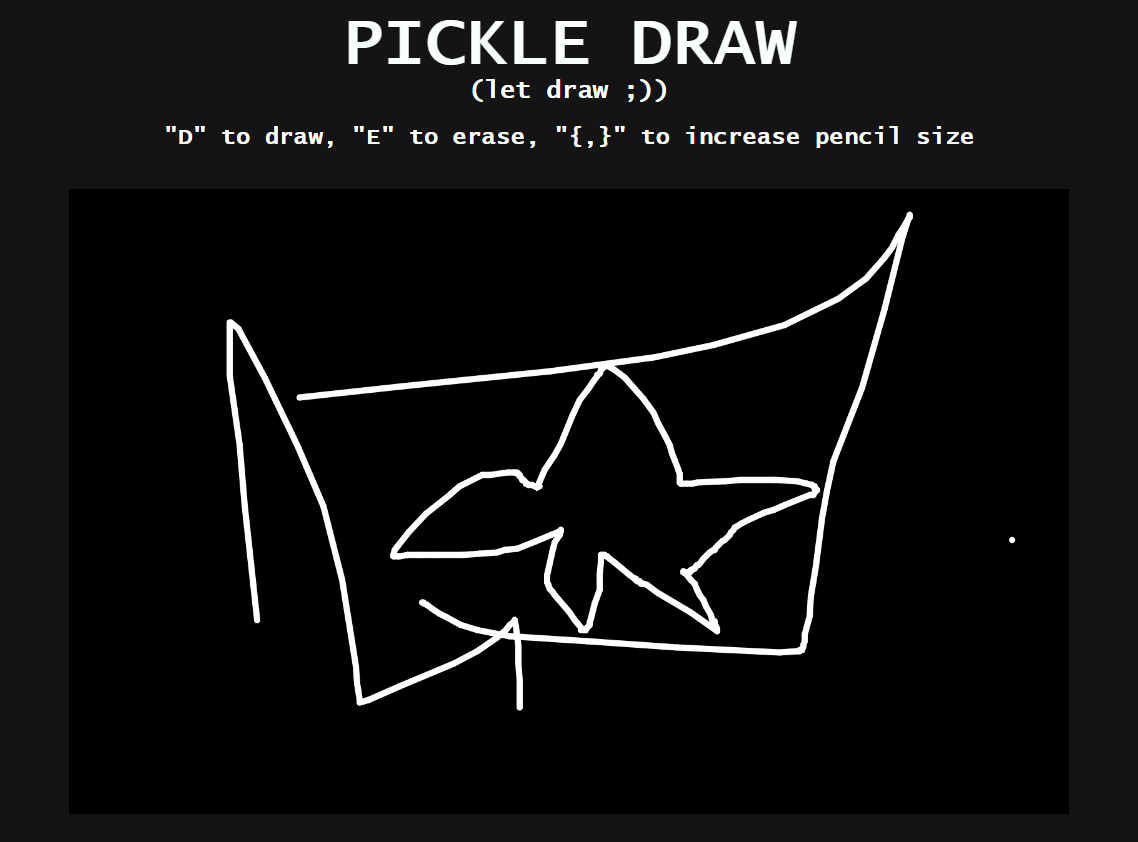 PICKLE DRAW
(let draw ;))
"D" to draw, "E" to erase, "{,}" to increase pencil size